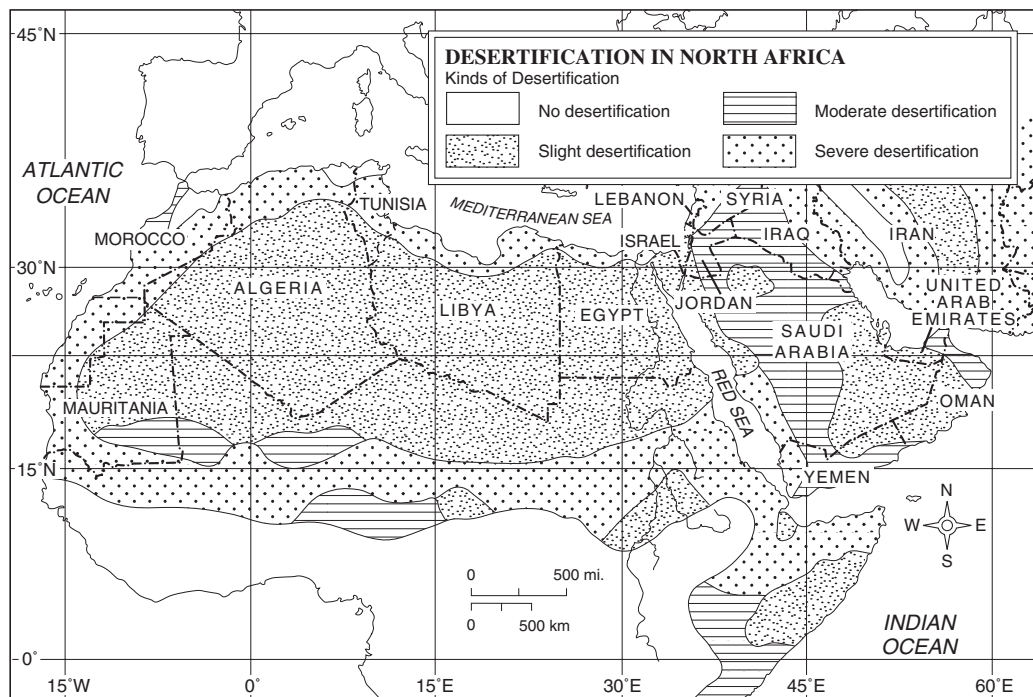 45°N
DESERTIFICATION IN NORTH AFRICA
Kinds of Desertification
No desertification
Moderate desertification
Slight desertification
Severe desertification
ATLANTIC
OCEAN
TUNISIA
MEDITERRANEAN SEA
LEBANON
SYRIA
MOROCCO
ISRAEL
IRAQ
IRAN
30°N
ALGERIA
LIBYA
EGYPT
JORDAN
UNITED
ARAB
EMIRATES
SAUDI
ARABIA
MAURITANIA
RED SEA
OMAN
15°N
YEMEN
N
W
E
S
0
500 mi.
0
500 km
INDIAN
OCEAN
0°
15°W
0°
15°E
30°E
45°E
60°E